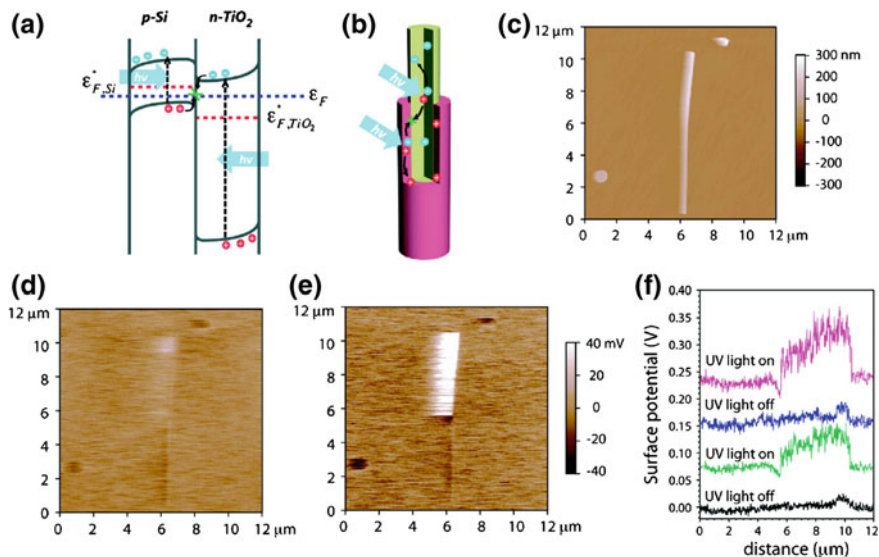 (a)
p-Si
n-TiO₂
hν
ε*F,Si
εF
ε*F,TiO₂
hν
(b)
hν
hν
(c)
12 μm
10
8
6
4
2
0
0 2 4 6 8 10 12 μm
300 nm
200
100
0
-100
-200
-300
(d)
12 μm
10
8
6
4
2
0
0 2 4 6 8 10 12 μm
(e)
12 μm
10
8
6
4
2
0
0 2 4 6 8 10 12 μm
40 mV
20
0
-20
-40
(f)
Surface potential (V)
0.40
0.35
0.30
0.25
0.20
0.15
0.10
0.05
0.00
UV light on
UV light off
UV light on
UV light off
0 2 4 6 8 10 12
distance (μm)